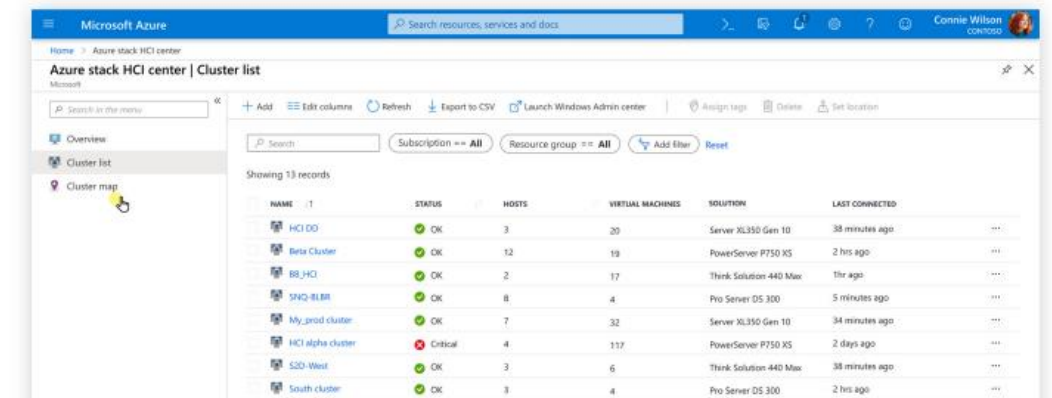 Microsoft Azure
Search resources, services and docs
Connie Wilson
CONTOSO
Home > Azure stack HCI center
Azure stack HCI center | Cluster list
Microsoft
Search in the menu
Overview
Cluster list
Cluster map
Add Edit columns Refresh Export to CSV Launch Windows Admin center Assign tags Delete Set location
Search Subscription == All Resource group == All Add filter Reset
Showing 13 records
NAME STATUS HOSTS VIRTUAL MACHINES SOLUTION LAST CONNECTED
HCI DO OK 3 20 Server XL350 Gen 10 38 minutes ago
Beta Cluster OK 12 19 PowerServer P750 XS 2 hrs ago
BB_HCI OK 2 17 Think Solution 440 Max 1hr ago
SNQ-BLBR OK 8 4 Pro Server DS 300 5 minutes ago
My_prod cluster OK 7 32 Server XL350 Gen 10 34 minutes ago
HCI alpha cluster Critical 4 117 PowerServer P750 XS 2 days ago
S2D-West OK 3 6 Think Solution 440 Max 38 minutes ago
South cluster OK 3 4 Pro Server DS 300 2 hrs ago